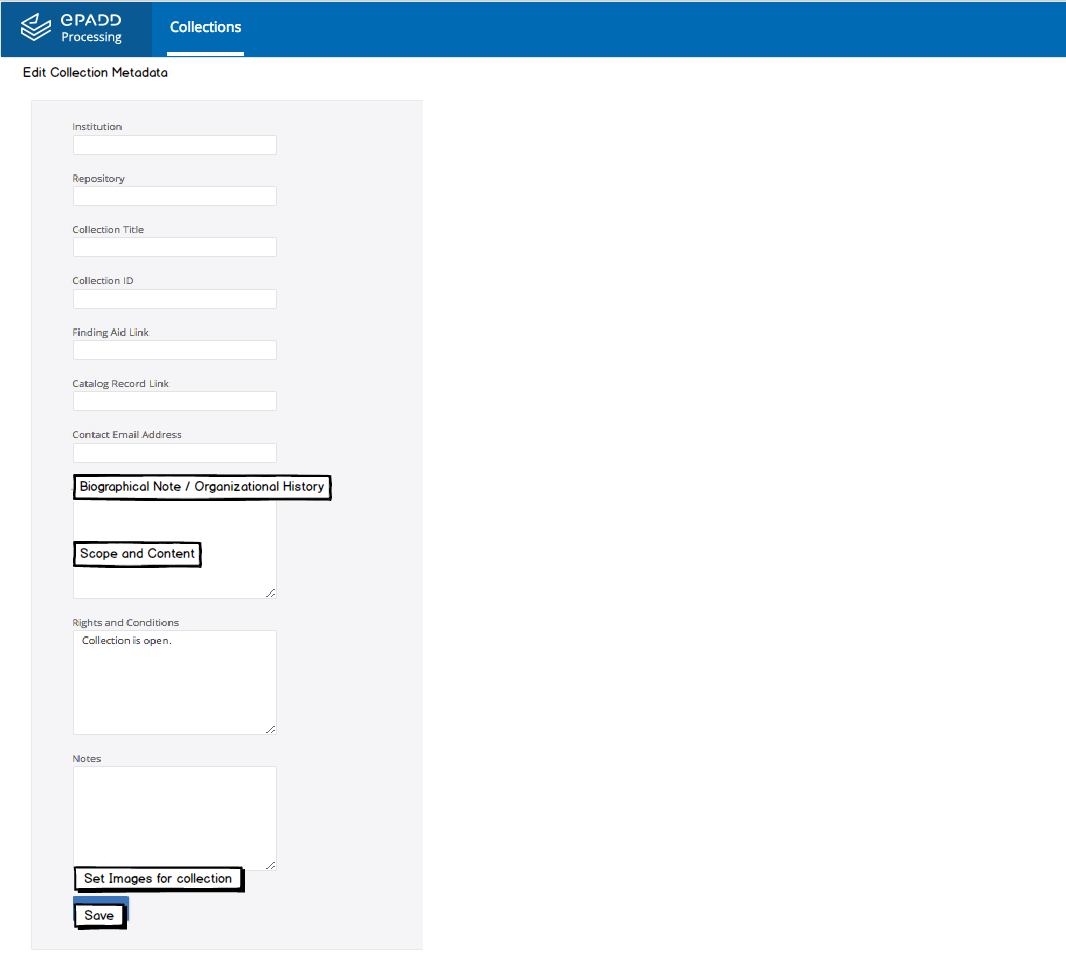 ePADD
Processing
Collections
Edit Collection Metadata
Institution
Repository
Collection Title
Collection ID
Finding Aid Link
Catalog Record Link
Contact Email Address
Biographical Note / Organizational History
Scope and Content
Rights and Conditions
Collection is open.
Notes
Set Images for collection
Save